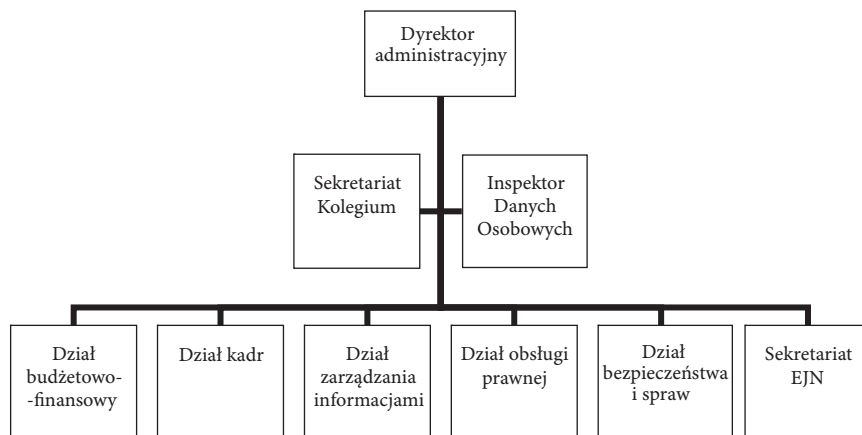 Dyrektor
administracyjny
Sekretariat
Kolegium
Inspektor
Danych
Osobowych
Dział
budżetowo-
-finansowy
Dział kadr
Dział
zarządzania
informacjami
Dział obsługi
prawnej
Dział
bezpieczeństwa
i spraw
Sekretariat
EJN